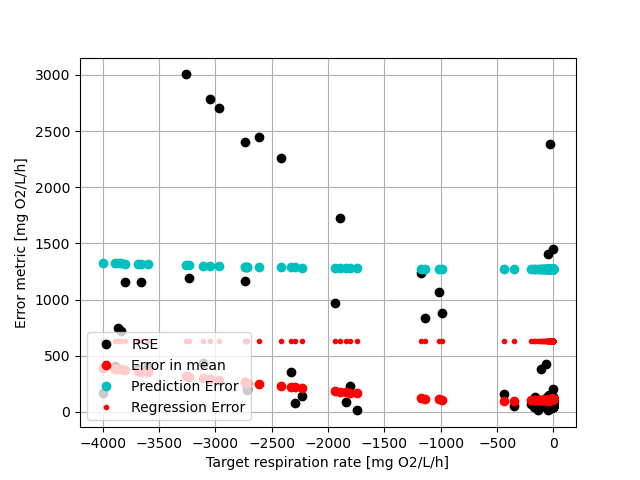 3000
2500
2000
1500
1000
500
0
Error metric [mg O2/L/h]
RSE
Error in mean
Prediction Error
Regression Error
−4000 −3500 −3000 −2500 −2000 −1500 −1000 −500 0
Target respiration rate [mg O2/L/h]